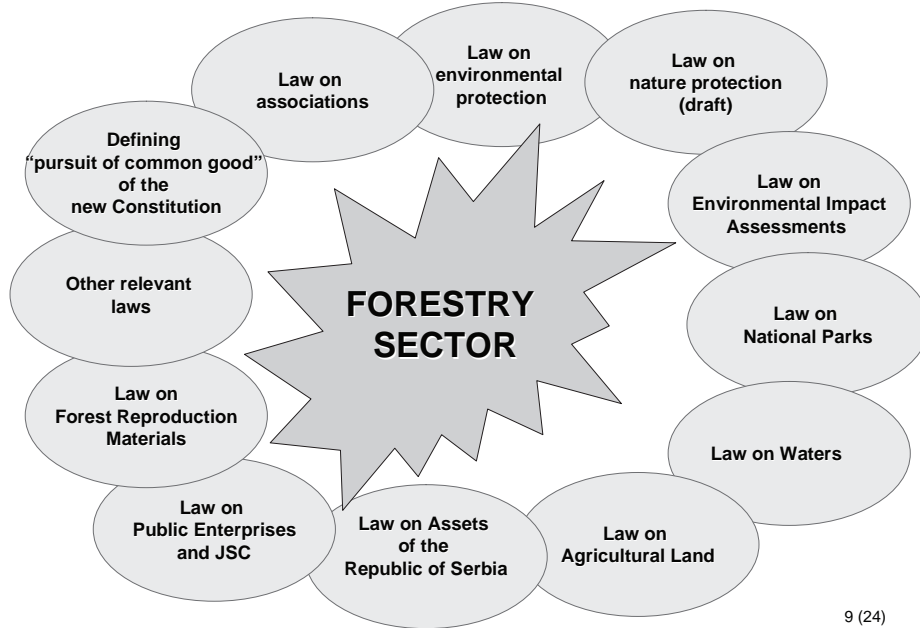 Law on
environmental
protection
Law on
nature protection
(draft)
Law on
associations
Defining
“pursuit of common good”
of the
new Constitution
Law on
Environmental Impact
Assessments
Other relevant
laws
FORESTRY
SECTOR
Law on
National Parks
Law on
Forest Reproduction
Materials
Law on Waters
Law on
Public Enterprises
and JSC
Law on Assets
of the
Republic of Serbia
Law on
Agricultural Land
9 (24)